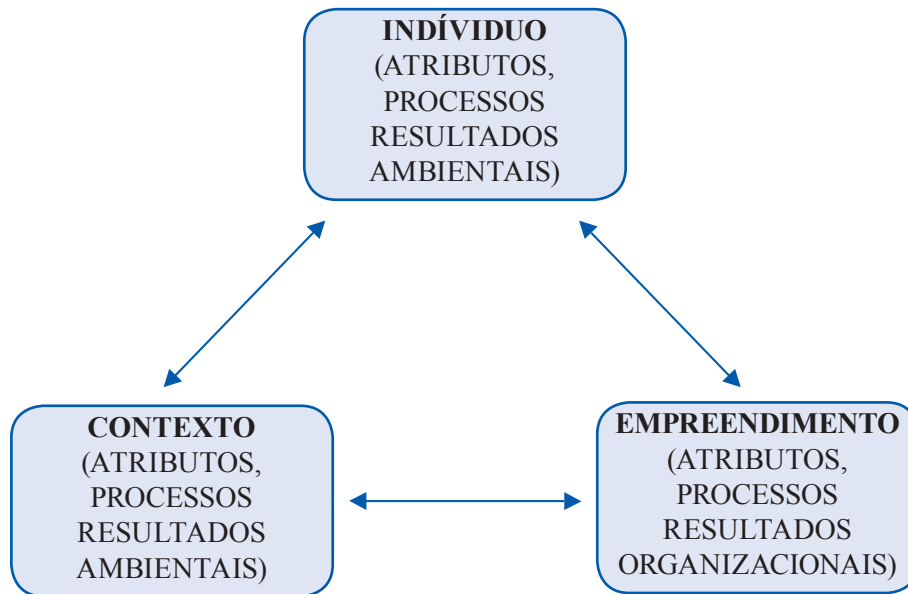 INDÍVIDUO
(ATRIBUTOS,
PROCESSOS
RESULTADOS
AMBIENTAIS)
CONTEXTO
(ATRIBUTOS,
PROCESSOS
RESULTADOS
AMBIENTAIS)
EMPREENDIMENTO
(ATRIBUTOS,
PROCESSOS
RESULTADOS
ORGANIZACIONAIS)